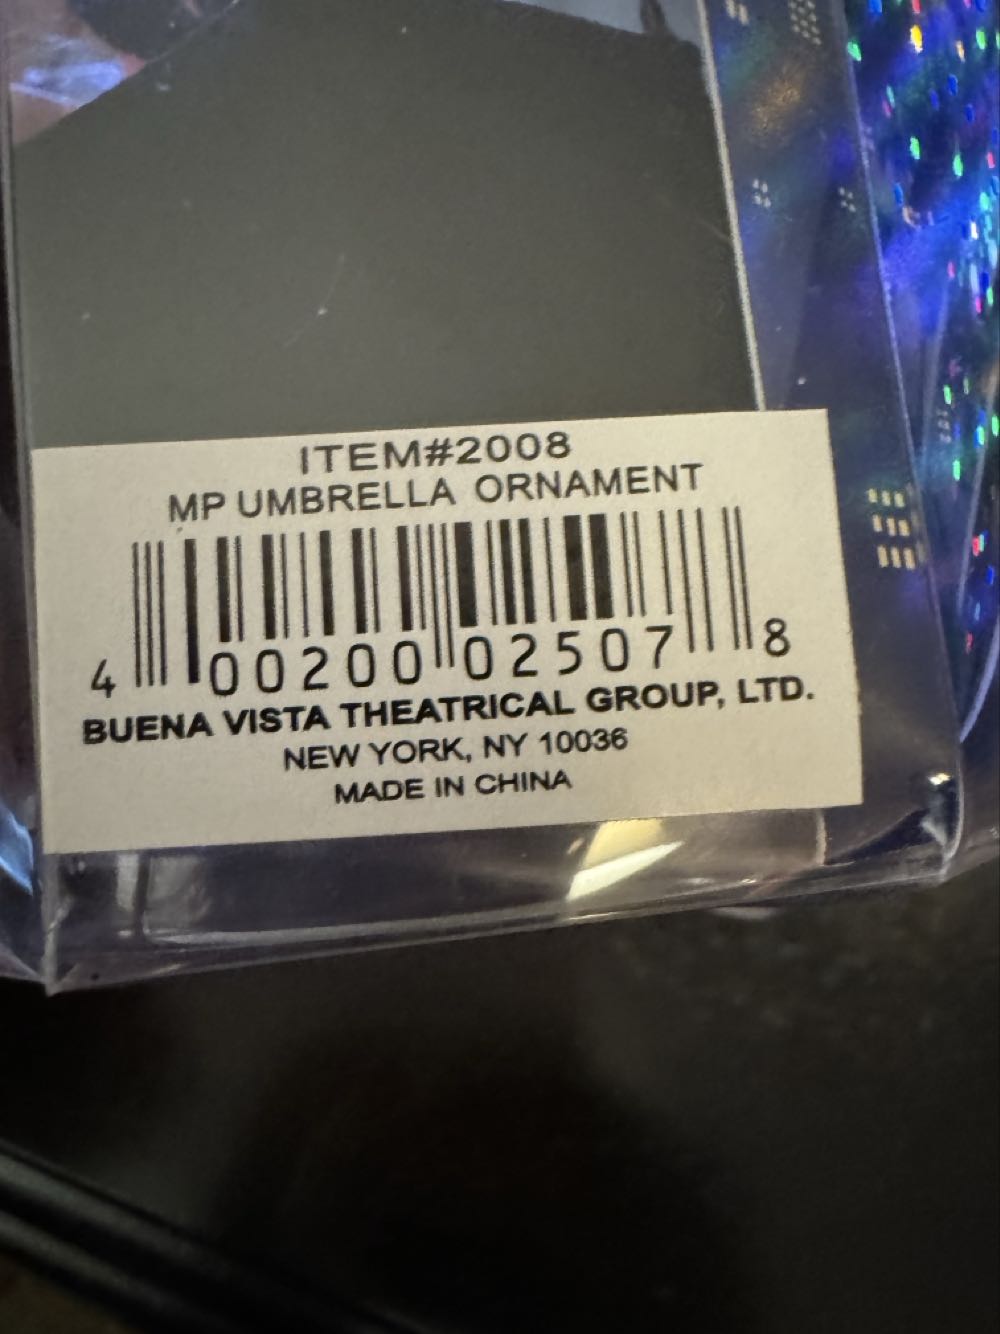 ITEM#2008
MP UMBRELLA ORNAMENT
4 00200 02507 8
BUENA VISTA THEATRICAL GROUP, LTD.
NEW YORK, NY 10036
MADE IN CHINA